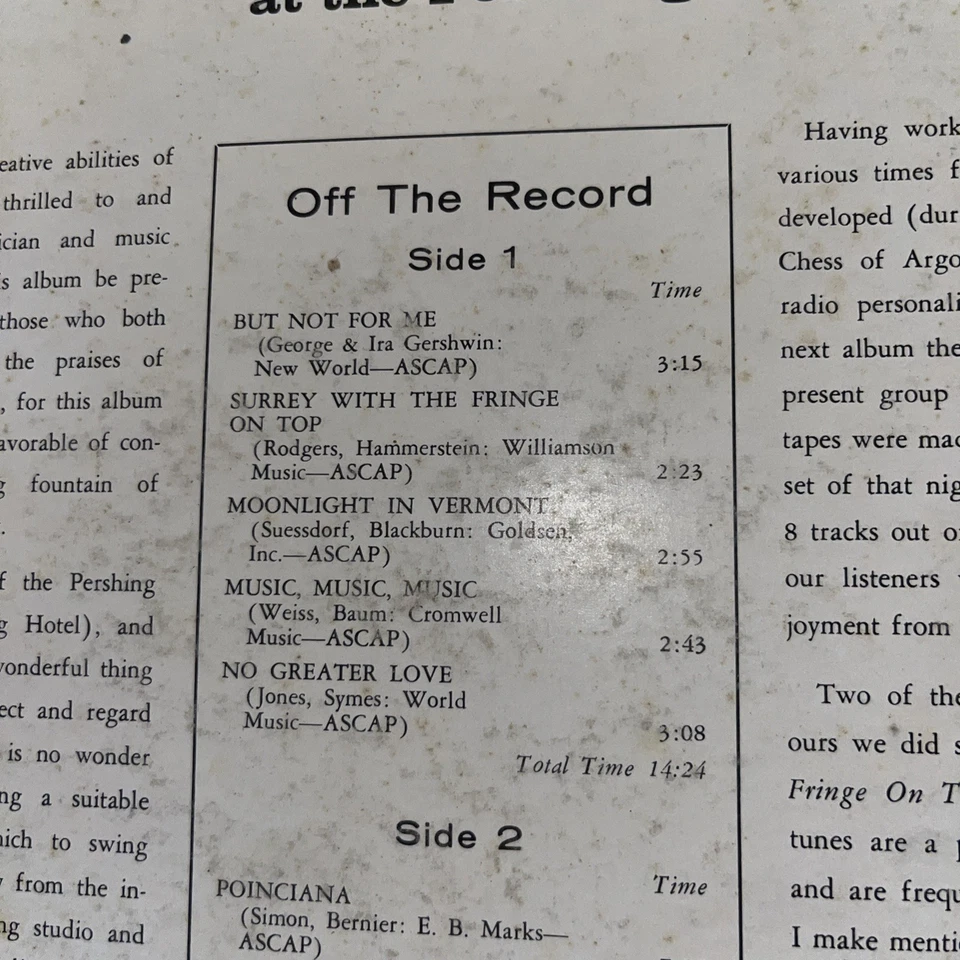 at the
eative abilities of
thrilled to and
ician and music
s album be pre-
those who both
the praises of
, for this album
avorable of con-
g fountain of
.
f the Pershing
g Hotel), and
vonderful thing
ect and regard
is no wonder
ng a suitable
hich to swing
from the in-
ng studio and
Off The Record
Side 1
Time
BUT NOT FOR ME
(George & Ira Gershwin:
New World—ASCAP) 3:15
SURREY WITH THE FRINGE
ON TOP
(Rodgers, Hammerstein: Williamson
Music—ASCAP) 2:23
MOONLIGHT IN VERMONT
(Suessdorf, Blackburn: Goldsen,
Inc.—ASCAP) 2:55
MUSIC, MUSIC, MUSIC
(Weiss, Baum: Cromwell
Music—ASCAP) 2:43
NO GREATER LOVE
(Jones, Symes: World
Music—ASCAP) 3:08
Total Time 14:24
Side 2
Time
POINCIANA
(Simon, Bernier: E. B. Marks—
ASCAP)
Having work
various times f
developed (dur
Chess of Argo
radio personali
next album the
present group
tapes were mad
set of that nig
8 tracks out o
our listeners
joyment from
Two of the
ours we did s
Fringe On T
tunes are a p
and are frequ
I make menti